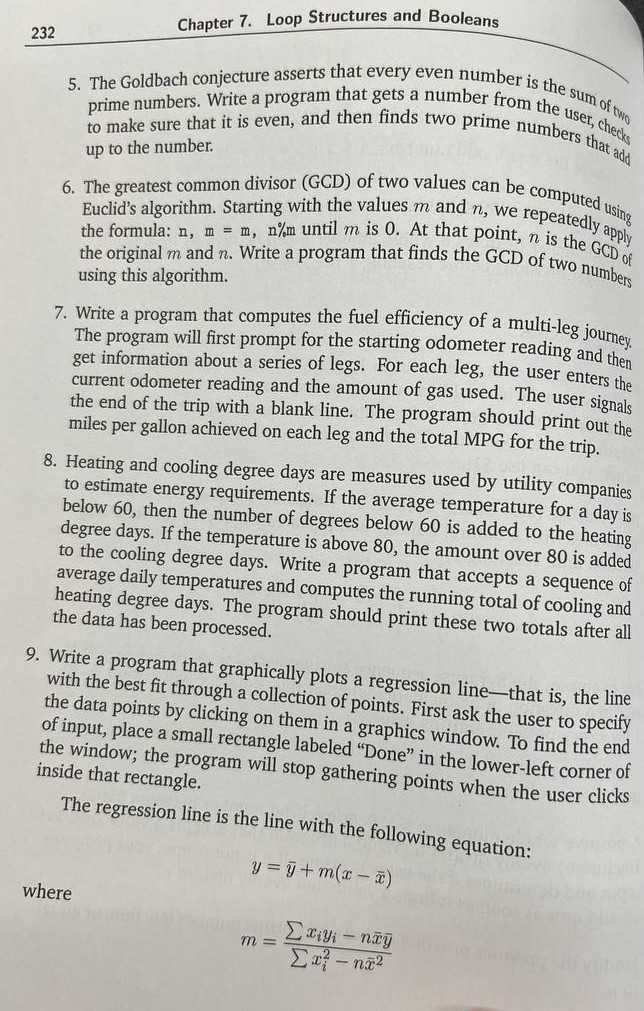 232
Chapter 7. Loop Structures and Booleans
5. The Goldbach conjecture asserts that every even number is the sum of two
prime numbers. Write a program that gets a number from the user, checks
to make sure that it is even, and then finds two prime numbers that add
up to the number.
6. The greatest common divisor (GCD) of two values can be computed using
Euclid's algorithm. Starting with the values m and n, we repeatedly apply
the formula: n, m = m, n%m until m is 0. At that point, n is the GCD of
the original m and n. Write a program that finds the GCD of two numbers
using this algorithm.
7. Write a program that computes the fuel efficiency of a multi-leg journey.
The program will first prompt for the starting odometer reading and then
get information about a series of legs. For each leg, the user enters the
current odometer reading and the amount of gas used. The user signals
the end of the trip with a blank line. The program should print out the
miles per gallon achieved on each leg and the total MPG for the trip.
8. Heating and cooling degree days are measures used by utility companies
to estimate energy requirements. If the average temperature for a day is
below 60, then the number of degrees below 60 is added to the heating
degree days. If the temperature is above 80, the amount over 80 is added
to the cooling degree days. Write a program that accepts a sequence of
average daily temperatures and computes the running total of cooling and
heating degree days. The program should print these two totals after all
the data has been processed.
9. Write a program that graphically plots a regression line—that is, the line
with the best fit through a collection of points. First ask the user to specify
the data points by clicking on them in a graphics window. To find the end
of input, place a small rectangle labeled “Done” in the lower-left corner of
the window; the program will stop gathering points when the user clicks
inside that rectangle.
The regression line is the line with the following equation:
y = ȳ + m(x − x̄)
where
m = (∑ xᵢyᵢ − nx̄ȳ) / (∑ xᵢ² − nx̄²)